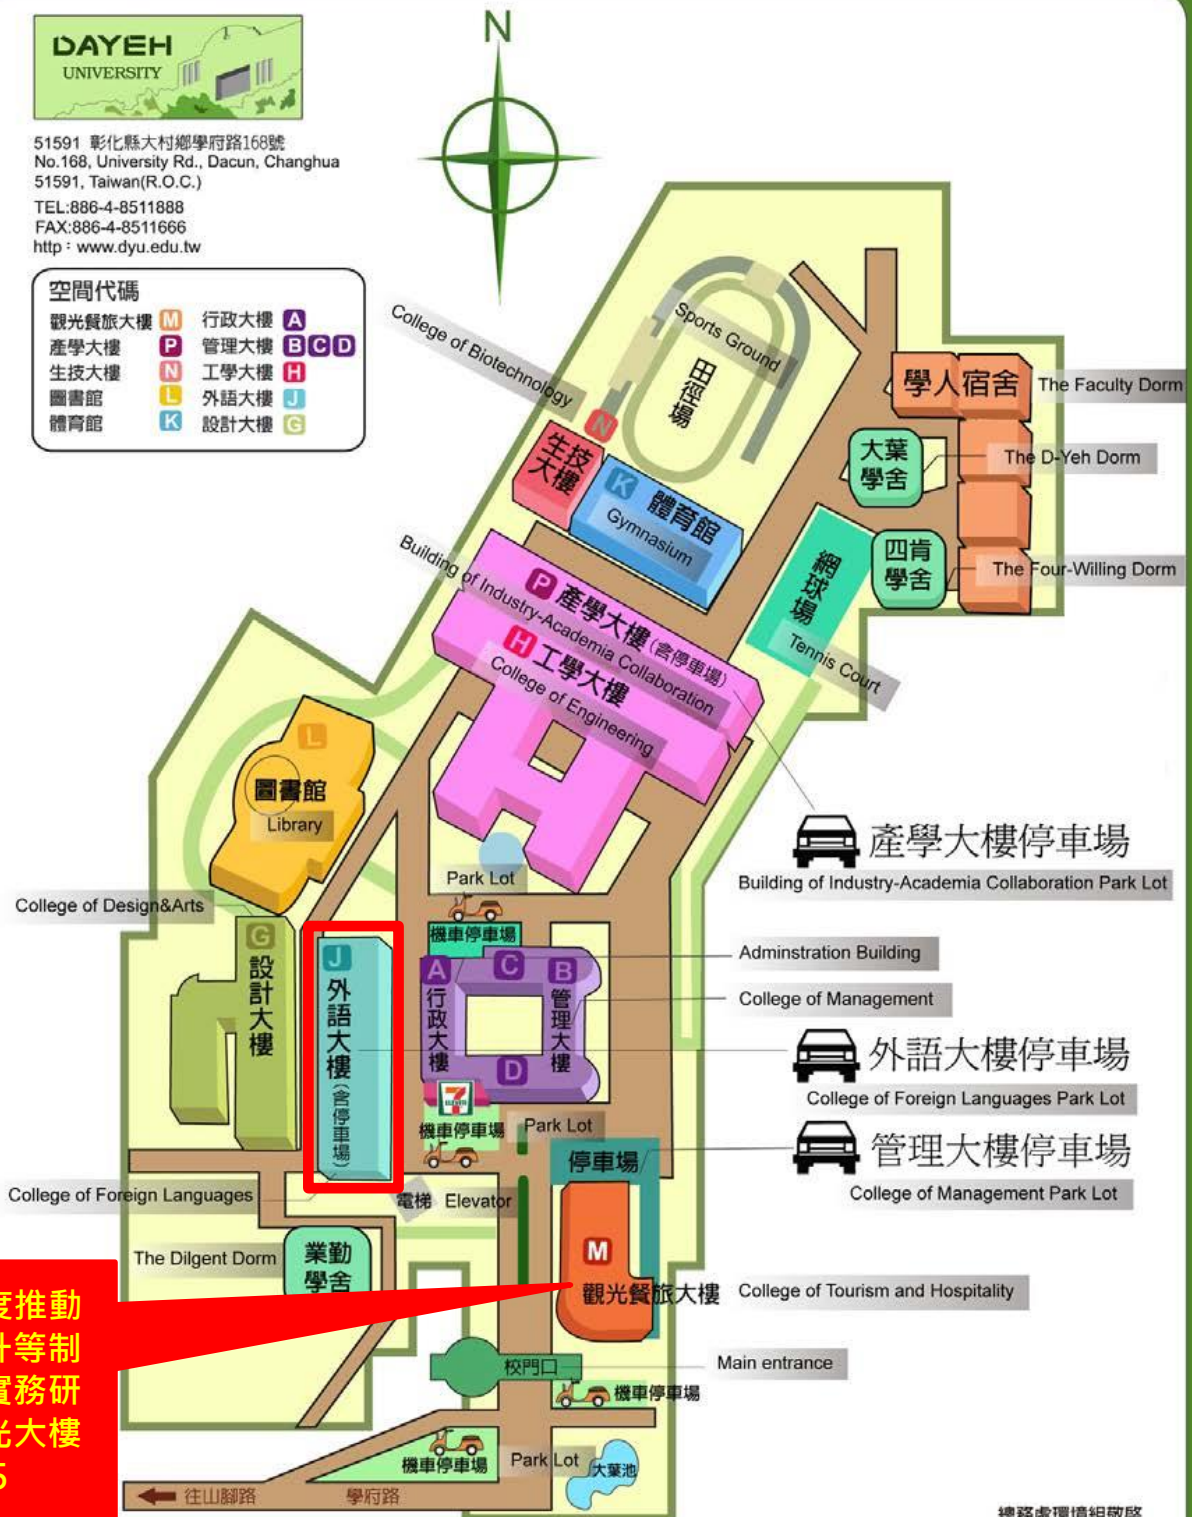 DAYEH
UNIVERSITY
N
51591 彰化縣大村鄉學府路168號
No.168, University Rd., Dacun, Changhua
51591, Taiwan(R.O.C.)
TEL:886-4-8511888
FAX:886-4-8511666
http：www.dyu.edu.tw
空間代碼
觀光餐旅大樓 M 行政大樓 A
產學大樓 P 管理大樓 B C D
生技大樓 N 工學大樓 H
圖書館 L 外語大樓 J
體育館 K 設計大樓 G
Sports Ground
田徑場
College of Biotechnology
N
生技大樓
K 體育館
Gymnasium
學人宿舍
The Faculty Dorm
大葉學舍
The D-Yeh Dorm
四肯學舍
The Four-Willing Dorm
網球場
Tennis Court
Building of Industry-Academia Collaboration
P 產學大樓(含停車場)
H 工學大樓
College of Engineering
L
圖書館
Library
產學大樓停車場
Building of Industry-Academia Collaboration Park Lot
Park Lot
機車停車場
College of Design&Arts
G 設計大樓
J 外語大樓(含停車場)
A 行政大樓
C
B 管理大樓
D
Adminstration Building
College of Management
外語大樓停車場
College of Foreign Languages Park Lot
7
ELEVEN
機車停車場
Park Lot
停車場
管理大樓停車場
College of Management Park Lot
College of Foreign Languages
電梯 Elevator
The Dilgent Dorm
業勤學舍
M
觀光餐旅大樓
College of Tourism and Hospitality
度推動
計等制
實務研
光大樓
5
校門口
Main entrance
機車停車場
機車停車場
Park Lot
大葉池
往山腳路
學府路
總務處環境組敬啟